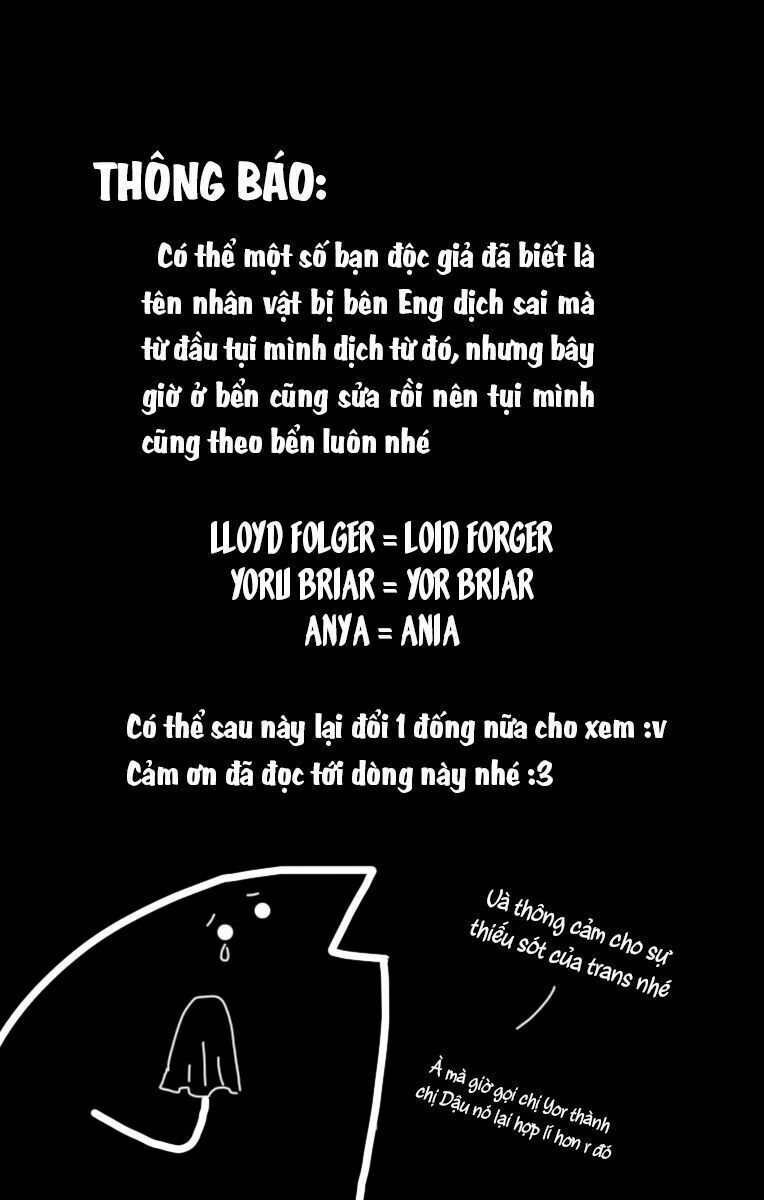 THÔNG BÁO:
Có thể một số bạn độc giả đã biết là
tên nhân vật bị bên Eng dịch sai mà
từ đầu tụi mình dịch từ đó, nhưng bây
giờ ở bển cũng sửa rồi nên tụi mình
cũng theo bển luôn nhé
LLOYD FOLGER = LOID FORGER
YORU BRIAR = YOR BRIAR
ANYA = ANIA
Có thể sau này lại đổi 1 đống nữa cho xem :v
Cảm ơn đã đọc tới dòng này nhé :3
Và thông cảm cho sự
thiếu sót của trans nhé
À mà giờ gọi chị Yor thành
chị Dậu nó lại hợp lí hơn r đó